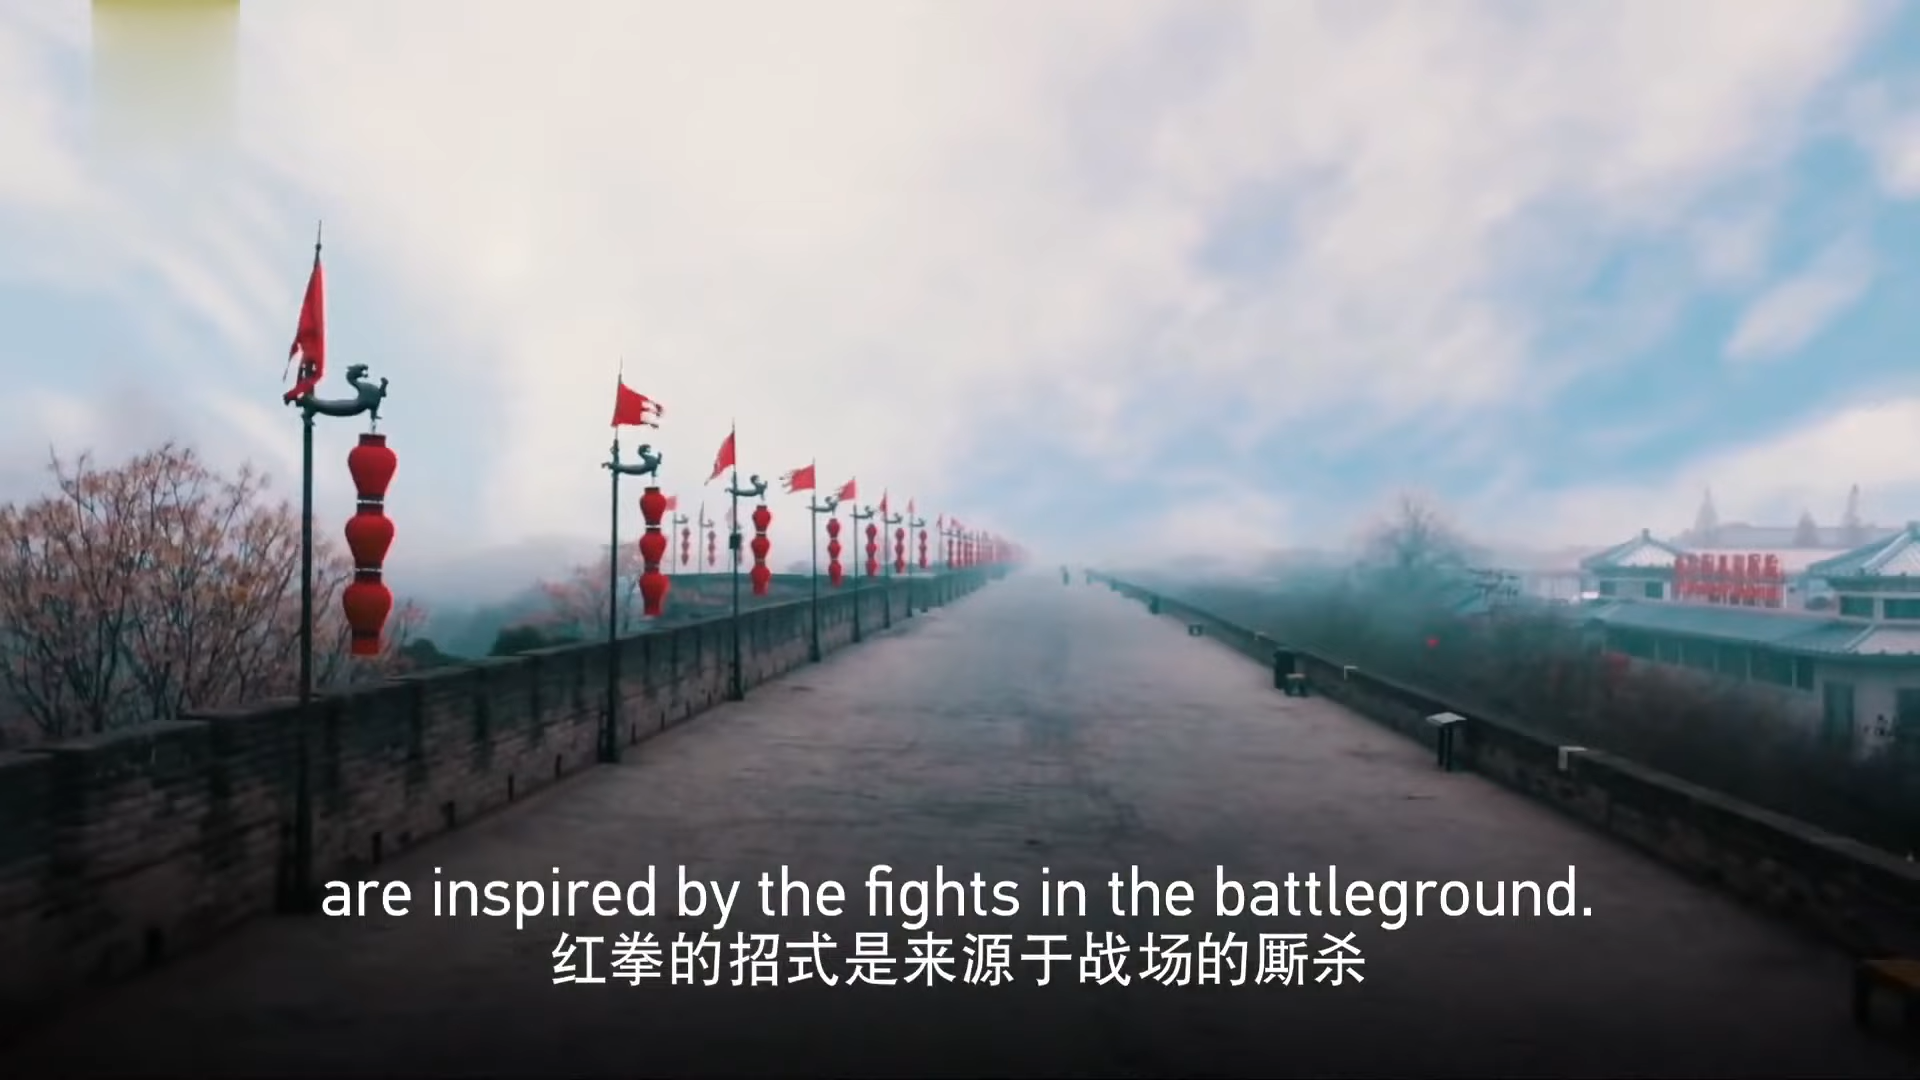 are inspired by the fights in the battleground.
红拳的招式是来源于战场的厮杀